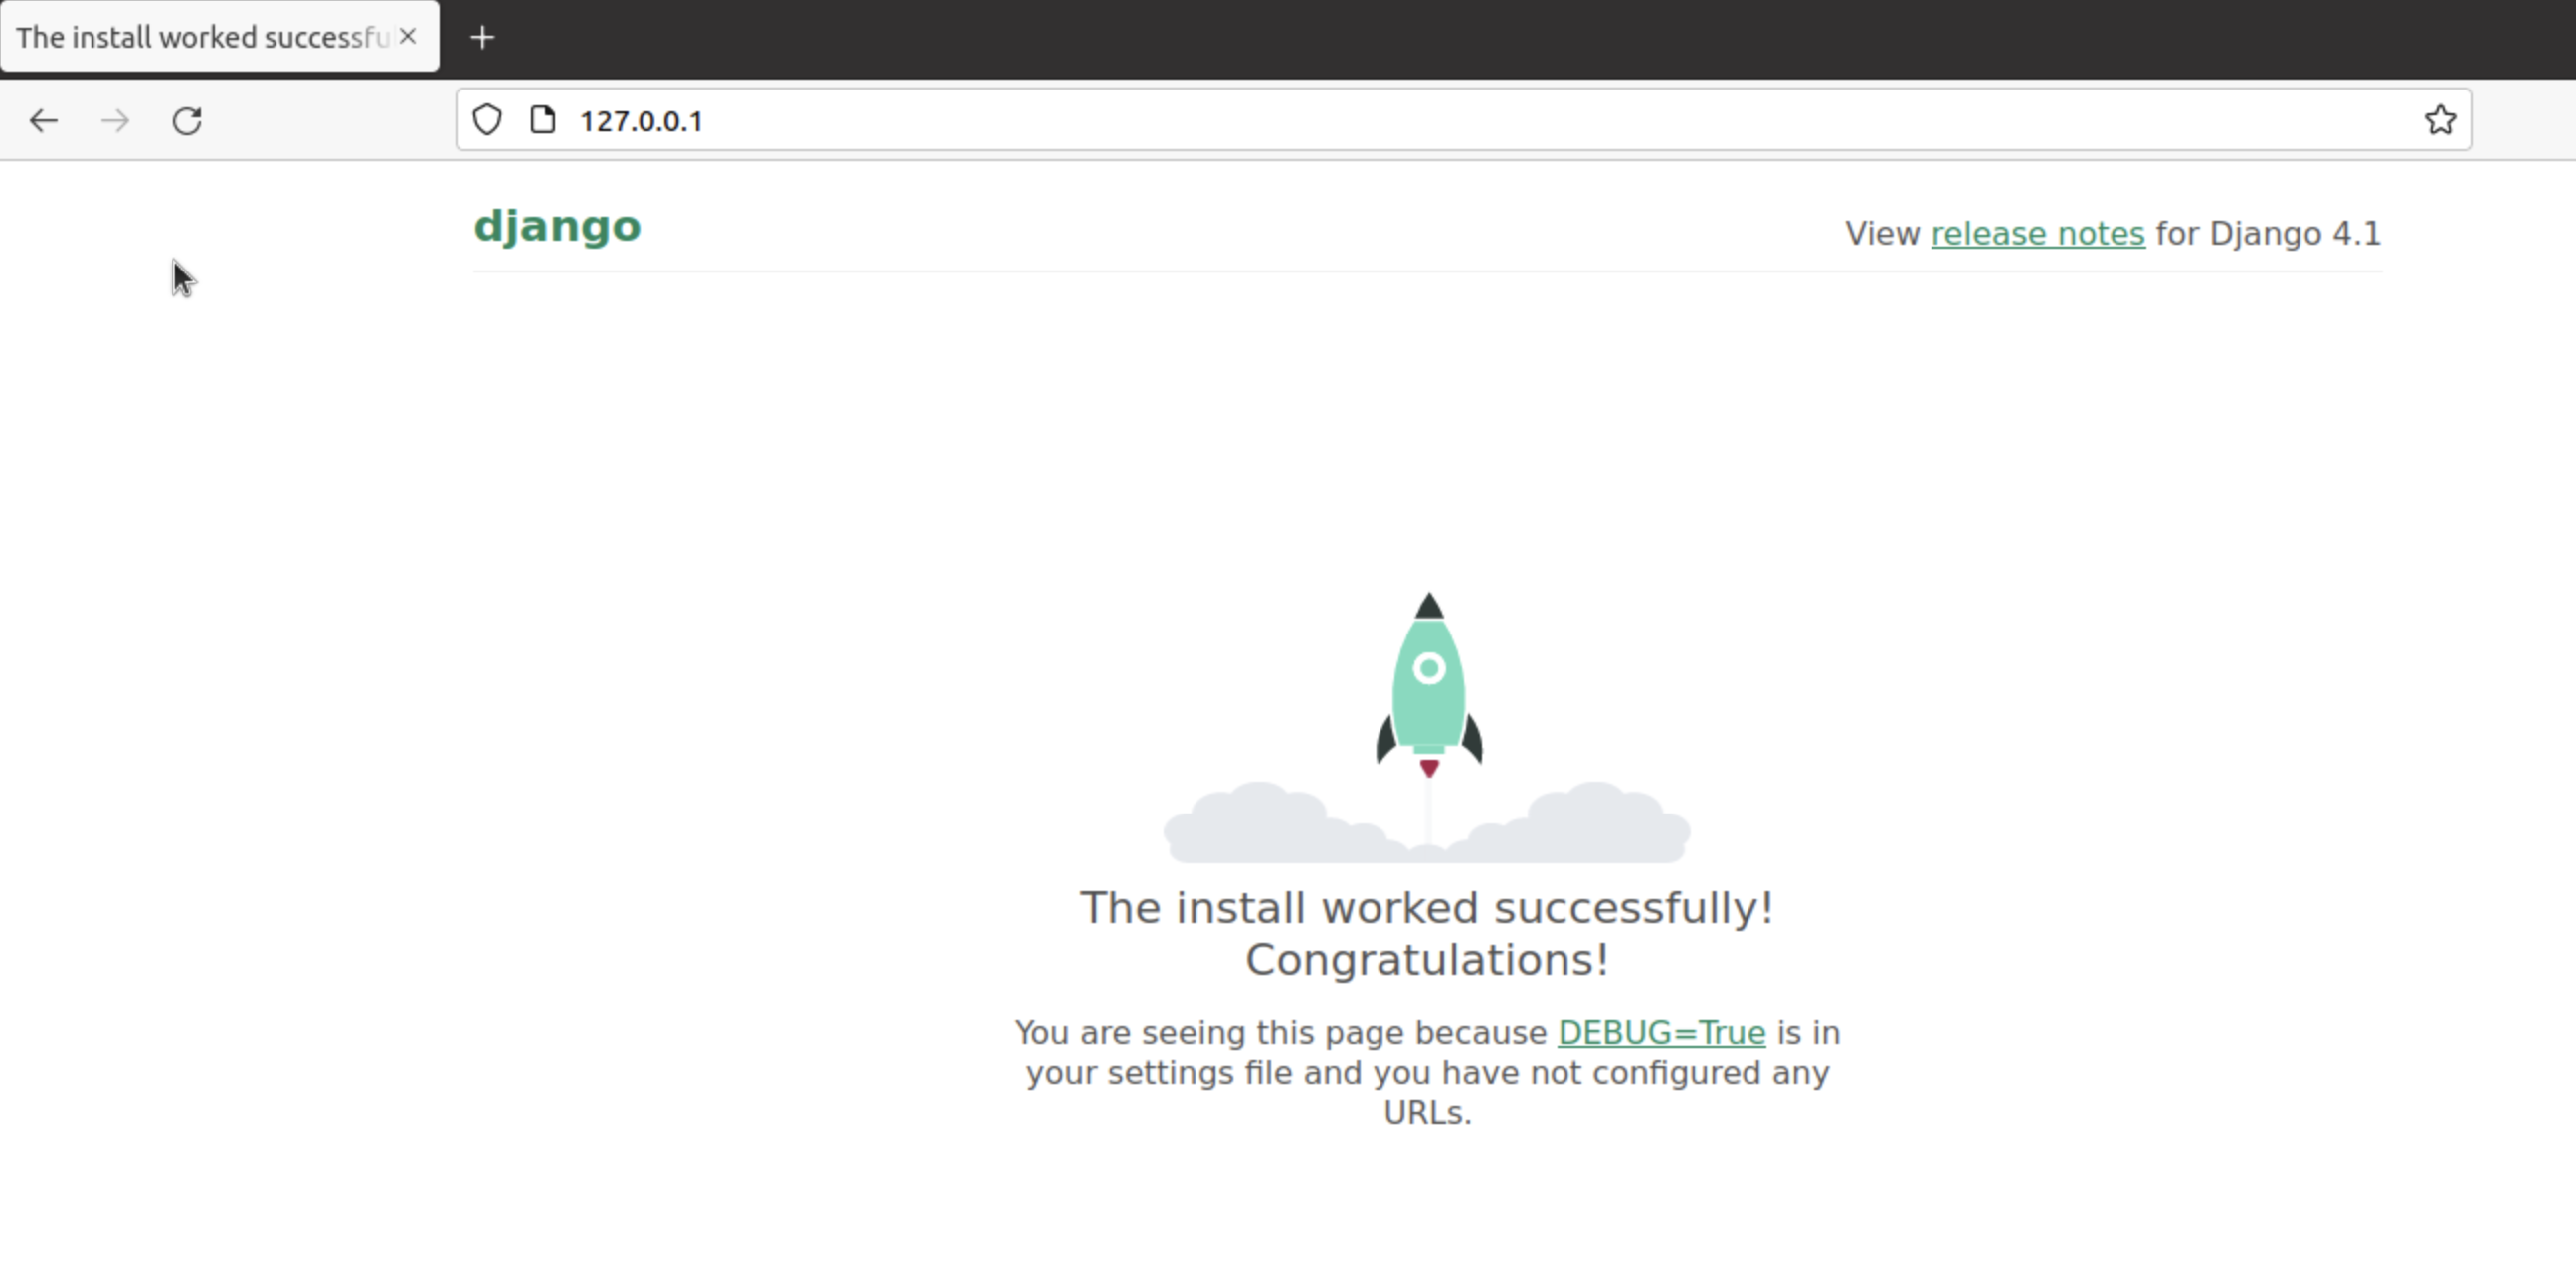 The install worked successfu
127.0.0.1
django
View release notes for Django 4.1
The install worked successfully!
Congratulations!
You are seeing this page because DEBUG=True is in
your settings file and you have not configured any
URLs.